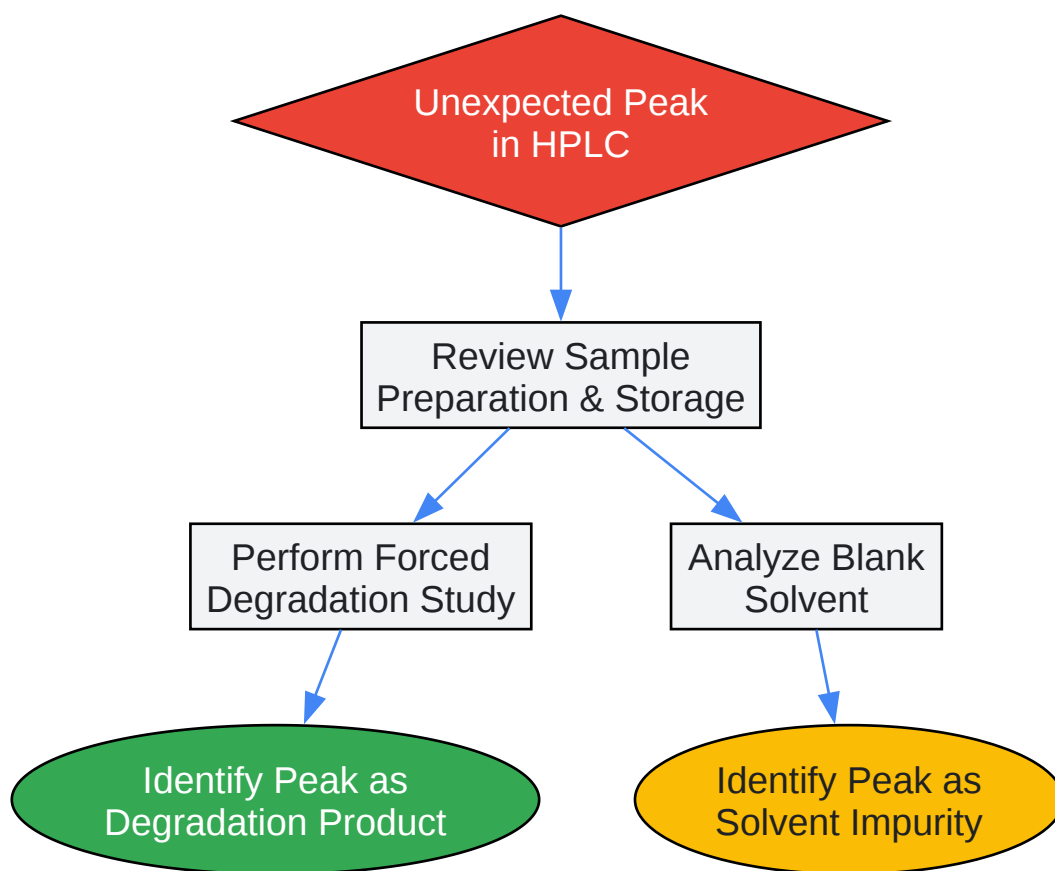 Unexpected Peak
in HPLC
Review Sample
Preparation & Storage
Perform Forced
Degradation Study
Analyze Blank
Solvent
Identify Peak as
Degradation Product
Identify Peak as
Solvent Impurity